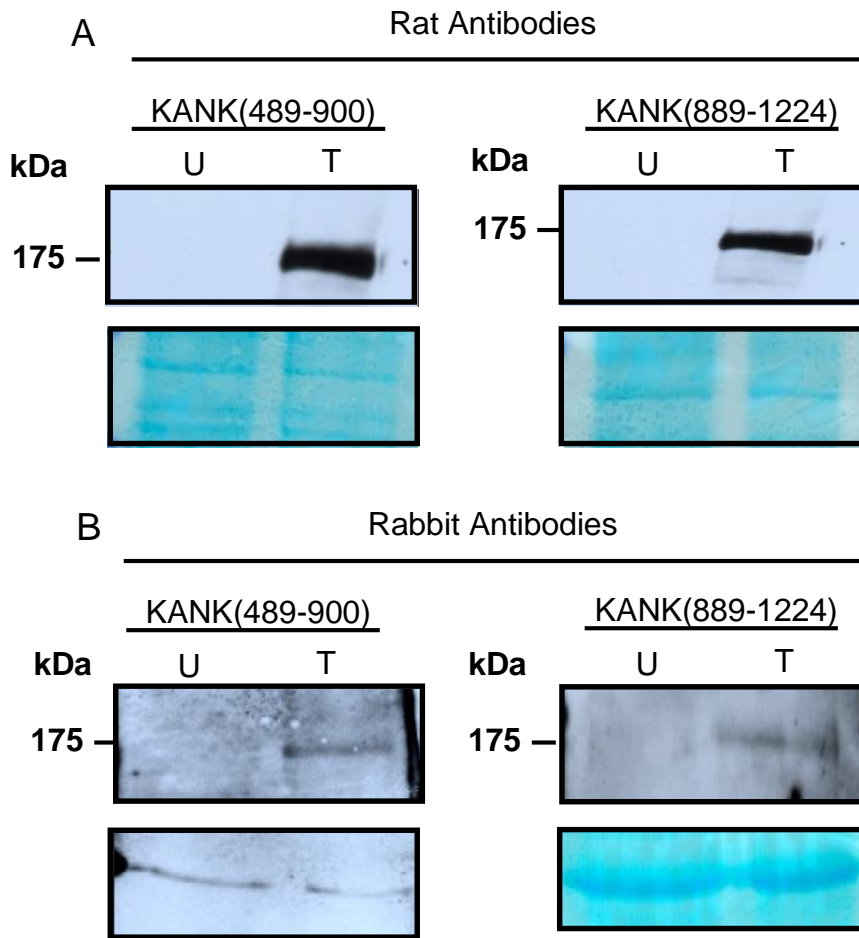 A
Rat Antibodies
KANK(489-900)
KANK(889-1224)
kDa
U
T
kDa
U
T
175
175
B
Rabbit Antibodies
KANK(489-900)
KANK(889-1224)
kDa
U
T
kDa
U
T
175
175